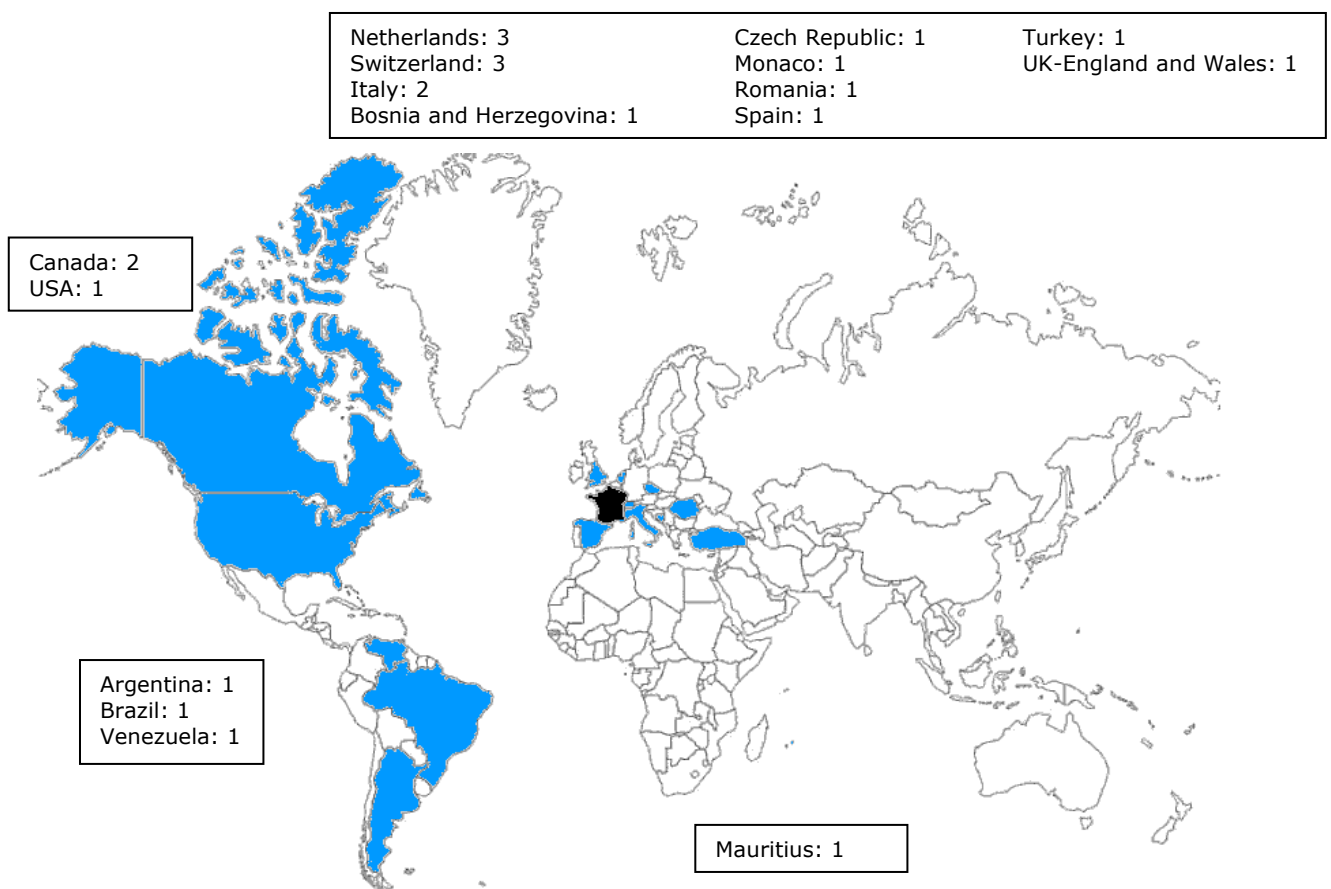 Netherlands: 3
Switzerland: 3
Italy: 2
Bosnia and Herzegovina: 1
Czech Republic: 1
Monaco: 1
Romania: 1
Spain: 1
Turkey: 1
UK-England and Wales: 1
Canada: 2
USA: 1
Argentina: 1
Brazil: 1
Venezuela: 1
Mauritius: 1